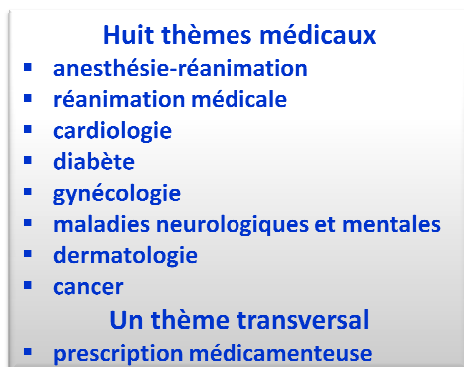 Huit thèmes médicaux
▪ anesthésie-réanimation
▪ réanimation médicale
▪ cardiologie
▪ diabète
▪ gynécologie
▪ maladies neurologiques et mentales
▪ dermatologie
▪ cancer
Un thème transversal
▪ prescription médicamenteuse